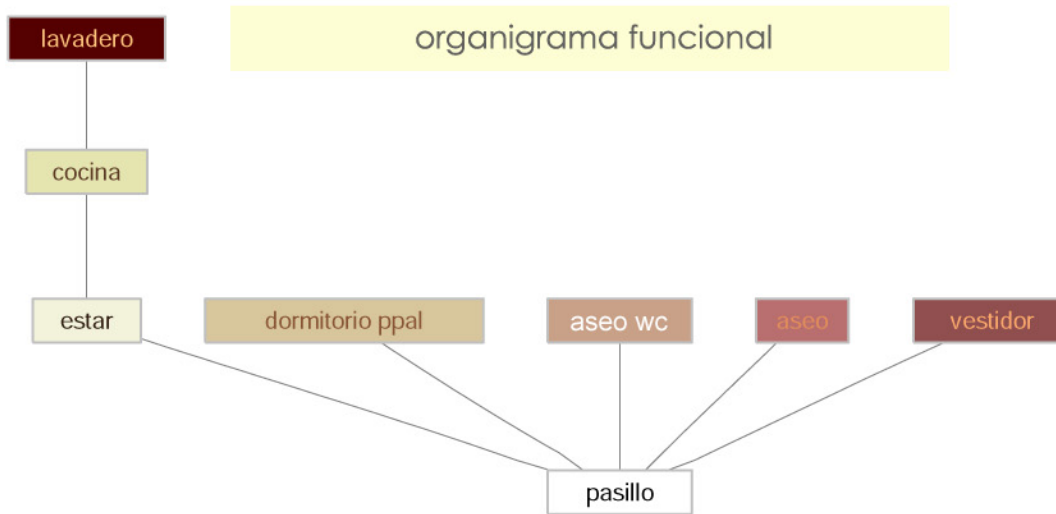 lavadero
organigrama funcional
cocina
estar
dormitorio ppal
aseo wc
aseo
vestidor
pasillo